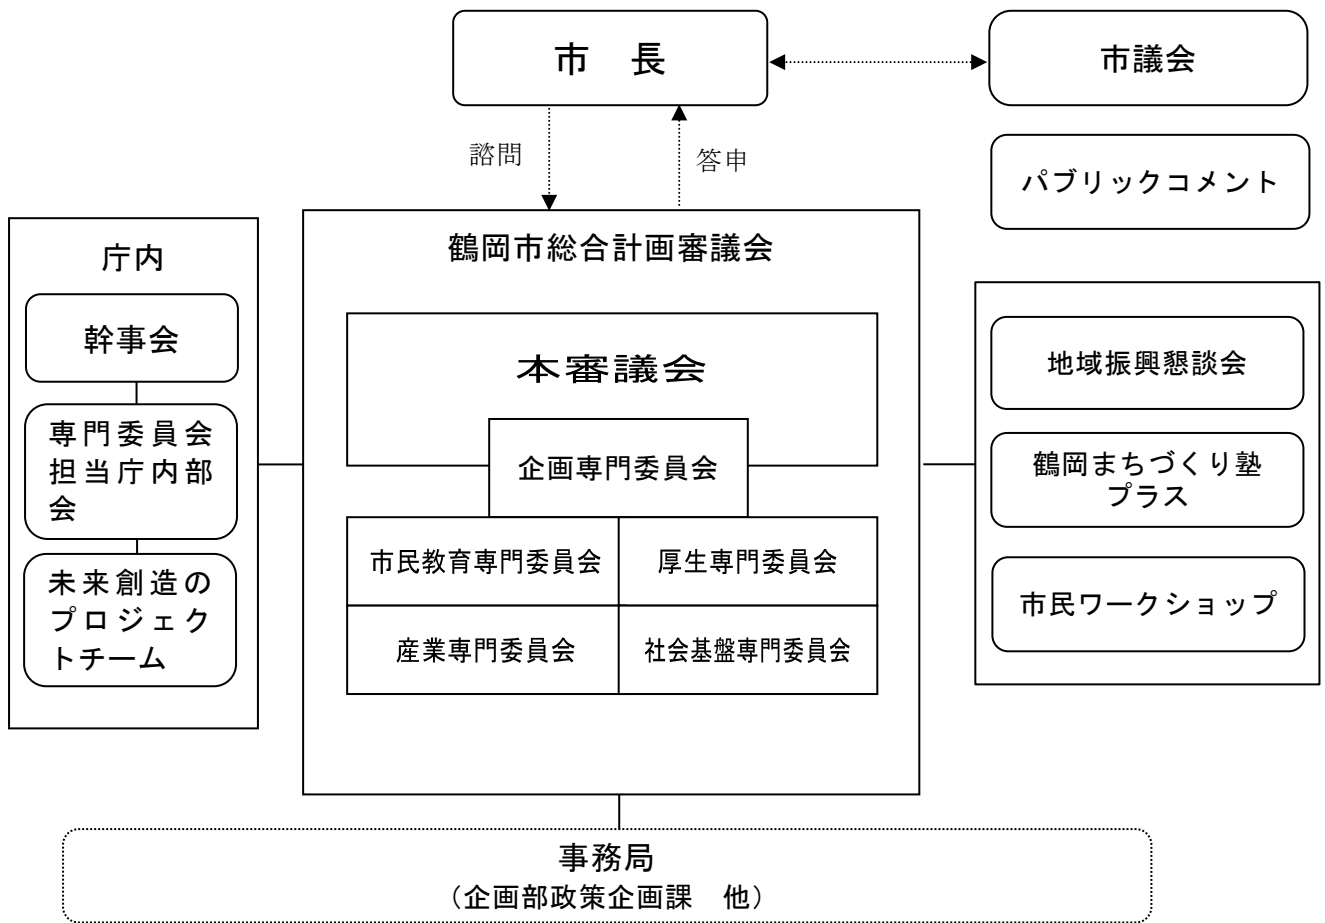 市　長
市議会
諮問
答申
パブリックコメント
庁内
幹事会
専門委員会
担当庁内部
会
未来創造の
プロジェク
トチーム
鶴岡市総合計画審議会
本審議会
企画専門委員会
市民教育専門委員会
厚生専門委員会
産業専門委員会
社会基盤専門委員会
地域振興懇談会
鶴岡まちづくり塾
プラス
市民ワークショップ
事務局
（企画部政策企画課　他）